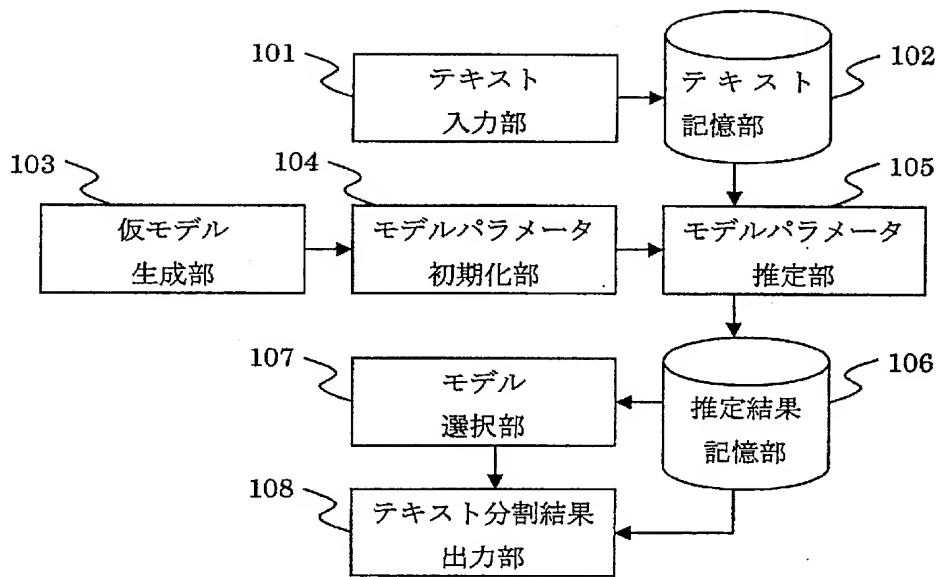 101
テキスト
入力部
102
テキスト
記憶部
103
仮モデル
生成部
104
モデルパラメータ
初期化部
105
モデルパラメータ
推定部
107
モデル
選択部
106
推定結果
記憶部
108
テキスト分割結果
出力部